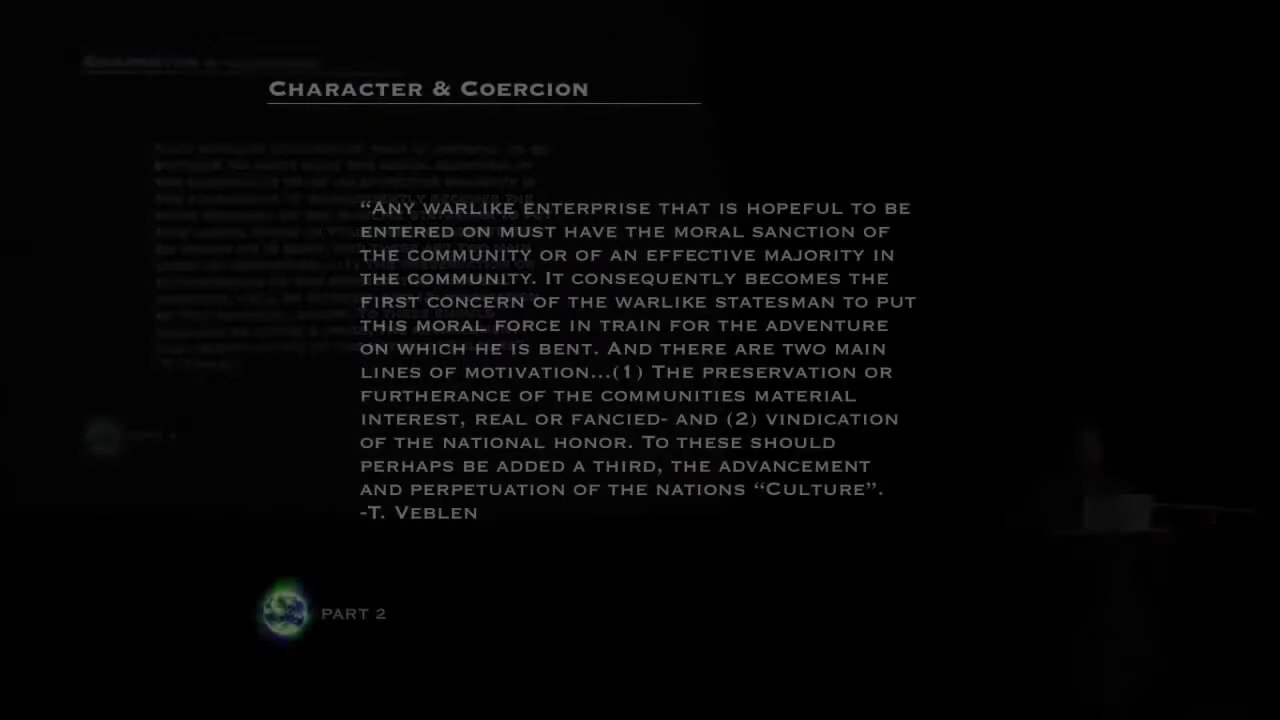 Character & Coercion
“Any warlike enterprise that is hopeful to be
entered on must have the moral sanction of
the community or of an effective majority in
the community. It consequently becomes the
first concern of the warlike statesman to put
this moral force in train for the adventure
on which he is bent. And there are two main
lines of motivation...(1) The preservation or
furtherance of the communities material
interest, real or fancied- and (2) vindication
of the national honor. To these should
perhaps be added a third, the advancement
and perpetuation of the nations “Culture”.
-T. Veblen
Part 2